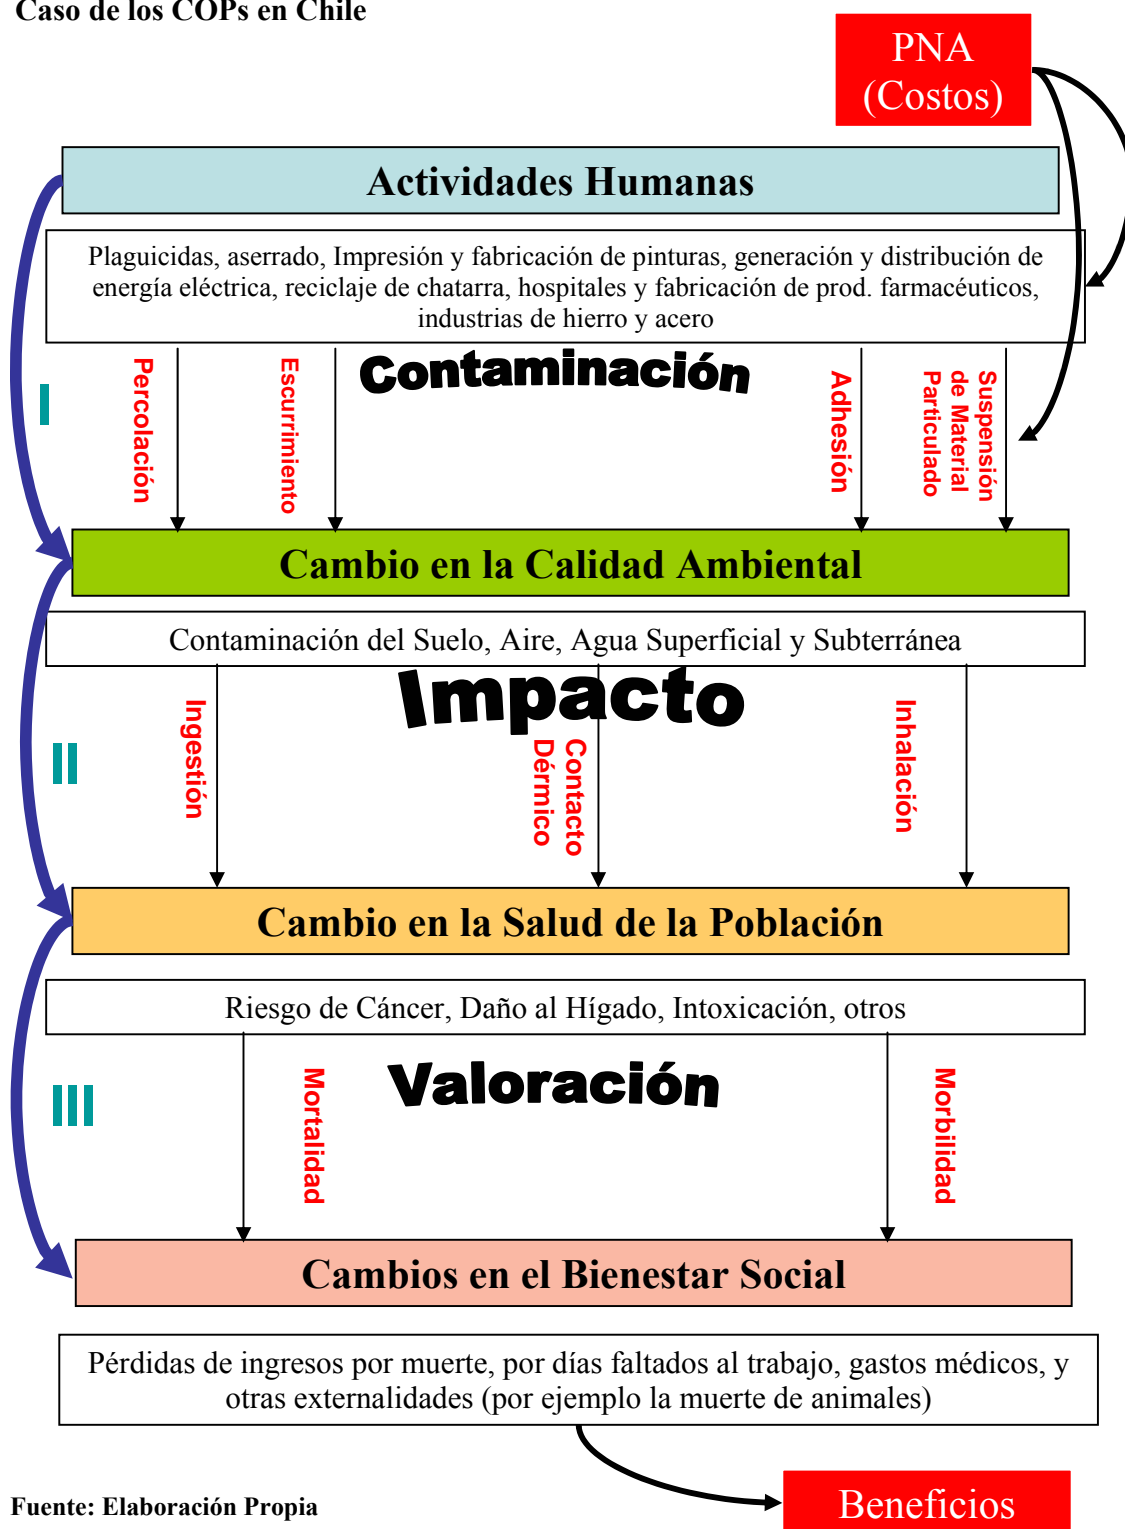 Caso de los COPs en Chile
PNA
(Costos)
Actividades Humanas
Plaguicidas, aserrado, Impresión y fabricación de pinturas, generación y distribución de
energía eléctrica, reciclaje de chatarra, hospitales y fabricación de prod. farmacéuticos,
industrias de hierro y acero
Contaminación
I
Percolación
Escurrimiento
Adhesión
Suspensión
de Material
Particulado
Cambio en la Calidad Ambiental
Contaminación del Suelo, Aire, Agua Superficial y Subterránea
Impacto
II
Ingestión
Contacto
Dérmico
Inhalación
Cambio en la Salud de la Población
Riesgo de Cáncer, Daño al Hígado, Intoxicación, otros
Valoración
III
Mortalidad
Morbilidad
Cambios en el Bienestar Social
Pérdidas de ingresos por muerte, por días faltados al trabajo, gastos médicos, y
otras externalidades (por ejemplo la muerte de animales)
Beneficios
Fuente: Elaboración Propia